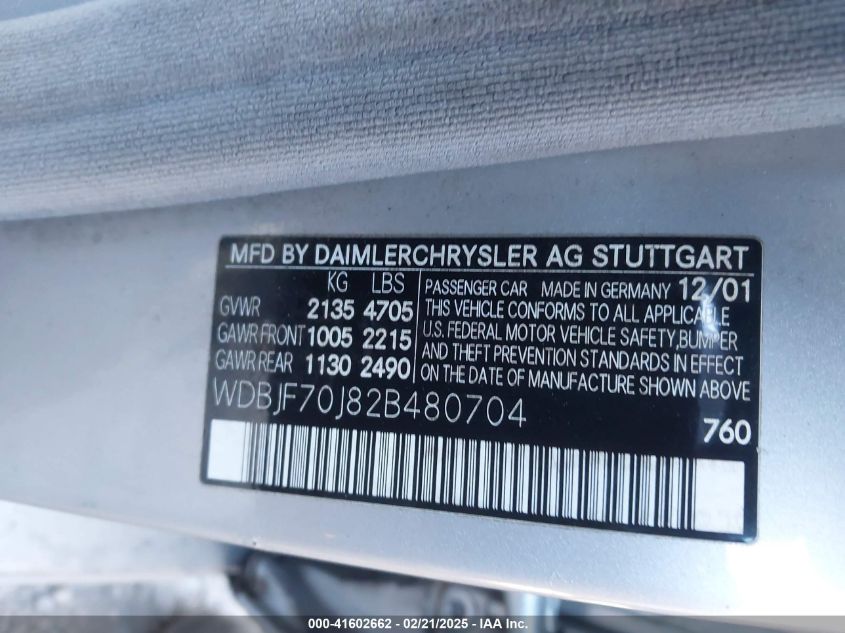 MFD BY DAIMLERCHRYSLER AG STUTTGART
KG LBS
GVWR 2135 4705
GAWR FRONT 1005 2215
GAWR REAR 1130 2490
PASSENGER CAR MADE IN GERMANY 12/01
THIS VEHICLE CONFORMS TO ALL APPLICABLE
U.S. FEDERAL MOTOR VEHICLE SAFETY,BUMPER
AND THEFT PREVENTION STANDARDS IN EFFECT
ON THE DATE OF MANUFACTURE SHOWN ABOVE
WDBJF70J82B480704
760
000-41602662 - 02/21/2025 - IAA Inc.